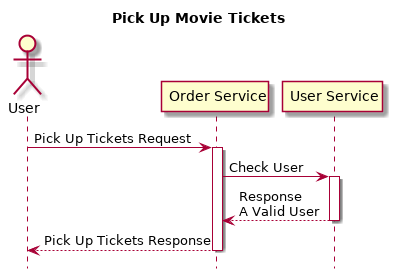 Pick Up Movie Tickets
User
Order Service
User Service
Pick Up Tickets Request
Check User
Response
A Valid User
Pick Up Tickets Response